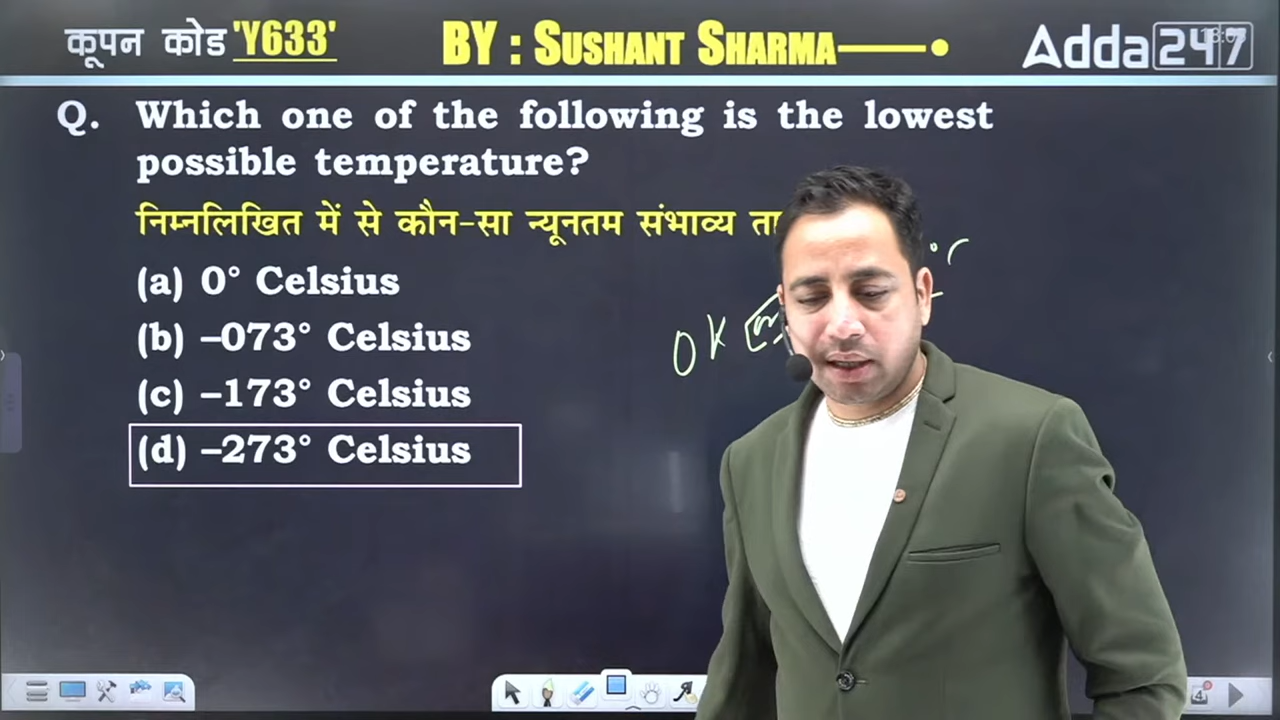 कूपन कोड 'Y633'
BY : SUSHANT SHARMA
Adda247
Q. Which one of the following is the lowest
possible temperature?
निम्नलिखित में से कौन-सा न्यूनतम संभाव्य
(a) 0° Celsius
(b) –073° Celsius
(c) –173° Celsius
(d) –273° Celsius
0 K